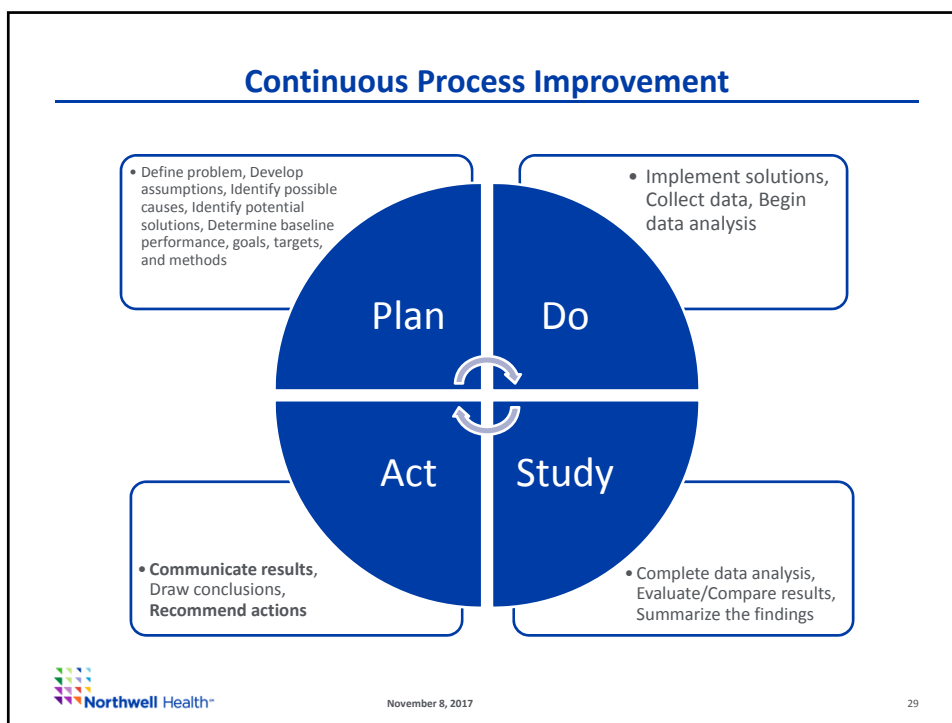 Continuous Process Improvement
• Define problem, Develop
assumptions, Identify possible
causes, Identify potential
solutions, Determine baseline
performance, goals, targets,
and methods
• Implement solutions,
Collect data, Begin
data analysis
Plan
Do
Act
Study
• Communicate results,
Draw conclusions,
Recommend actions
• Complete data analysis,
Evaluate/Compare results,
Summarize the findings
Northwell Health℠
November 8, 2017
29